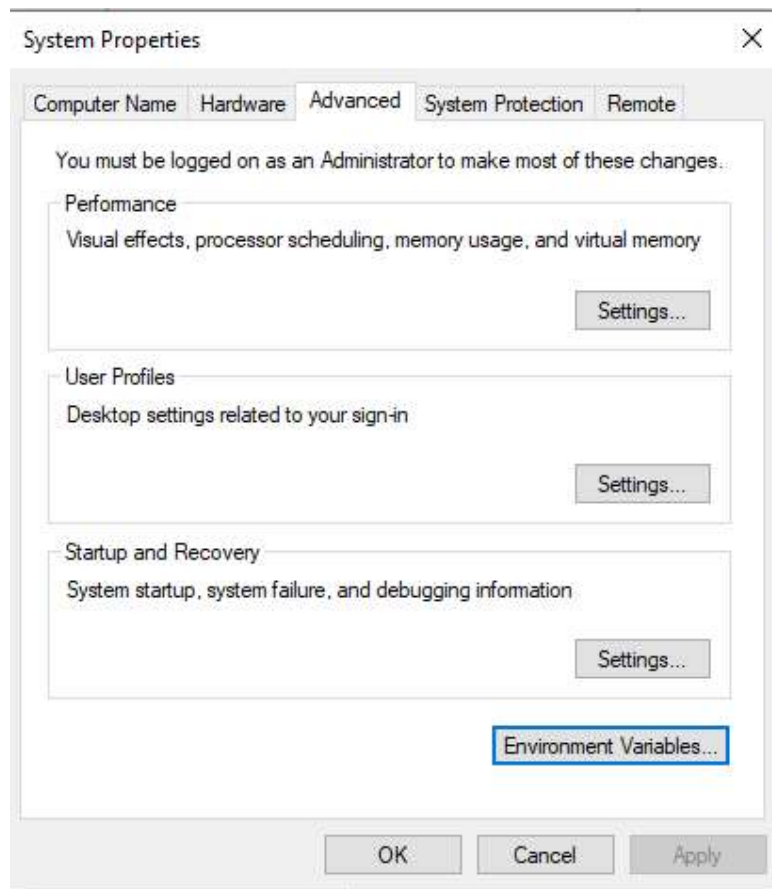 System Properties
Computer Name Hardware Advanced System Protection Remote
You must be logged on as an Administrator to make most of these changes.
Performance
Visual effects, processor scheduling, memory usage, and virtual memory
Settings...
User Profiles
Desktop settings related to your sign-in
Settings...
Startup and Recovery
System startup, system failure, and debugging information
Settings...
Environment Variables...
OK Cancel Apply